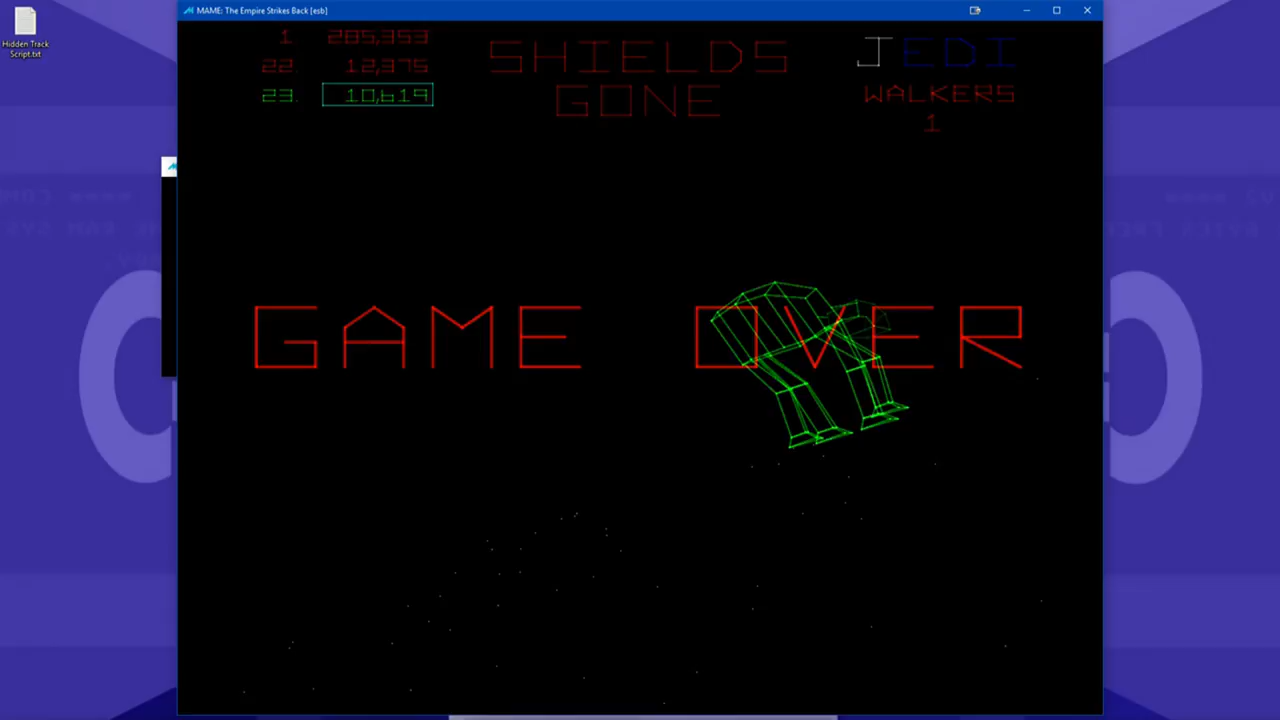 MAME: The Empire Strikes Back [esb]
Hidden Track
Script.txt
1 285,353
22. 12,375
23. 10,619
SHIELDS
GONE
JEDI
WALKERS
1
GAME OVER